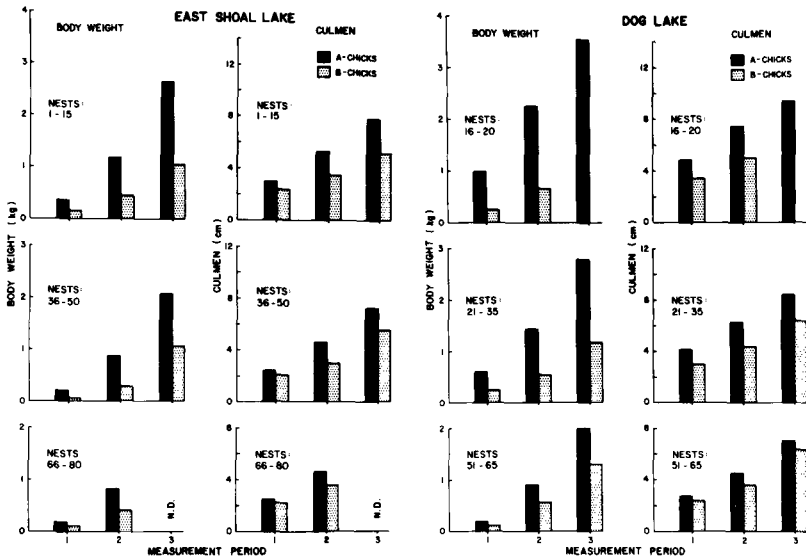 EAST SHOAL LAKE
BODY WEIGHT
CULMEN
A-CHICKS
B-CHICKS
NESTS:
1-15
NESTS:
1-15
BODY WEIGHT (kg)
CULMEN (cm)
NESTS:
36-50
NESTS:
36-50
NESTS
66-80
NESTS:
66-80
N.D.
N.D.
4
3
2
1
0
3
2
1
0
2
1
0
12
8
4
0
12
8
4
0
8
4
0
1 2 3
1 2 3
MEASUREMENT PERIOD
DOG LAKE
BODY WEIGHT
CULMEN
A-CHICKS
B-CHICKS
NESTS:
16-20
NESTS:
16-20
BODY WEIGHT (kg)
CULMEN (cm)
NESTS:
21-35
NESTS:
21-35
NESTS:
51-65
NESTS:
51-65
4
3
2
1
0
3
2
1
0
2
1
0
12
8
4
0
12
8
4
0
8
4
0
1 2 3
1 2 3
MEASUREMENT PERIOD